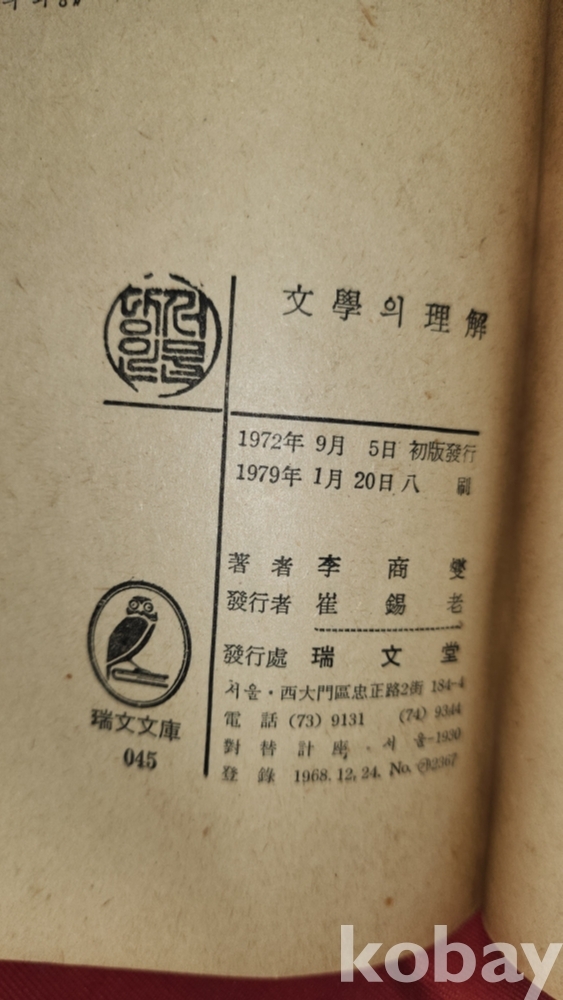 文學의 理解
1972年 9月 5日 初版發行
1979年 1月 20日 八 刷
著 者 李 商 燮
發行者 崔 錫 老
發行處 瑞 文 堂
서울·西大門區忠正路2街 184-4
電 話 (73) 9131 (74) 9344
對 替 計 座 · 서 울-1930
登 錄 1968. 12. 24. No. 2367
瑞文文庫
045
kobay